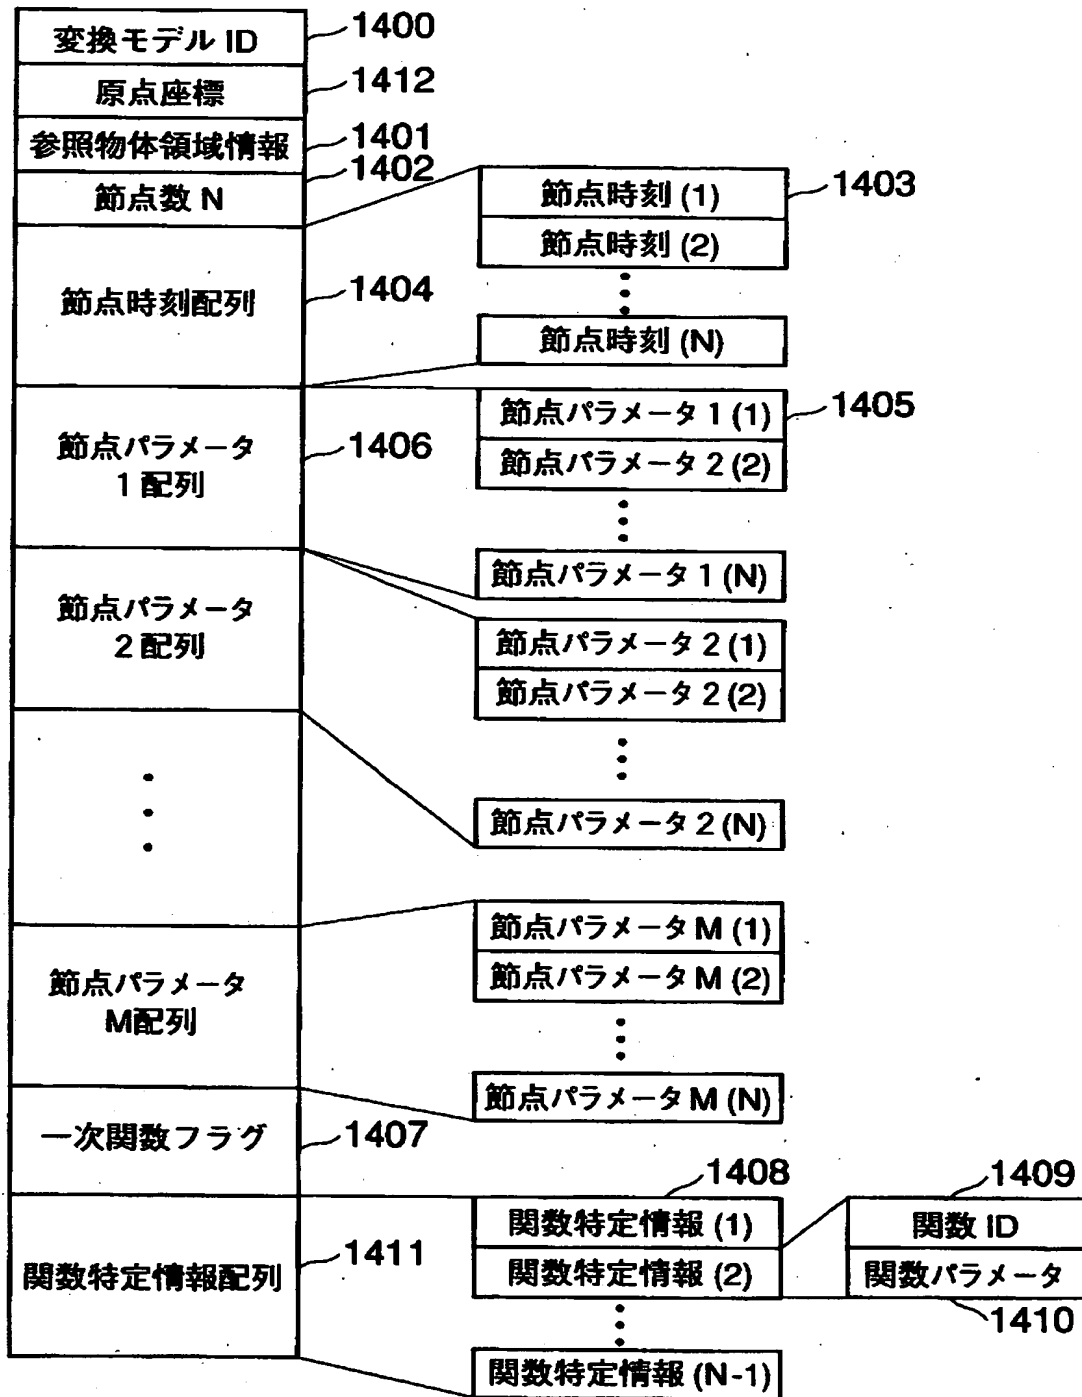 変換モデル ID
1400
原点座標
1412
参照物体領域情報
1401
節点数 N
1402
節点時刻配列
1404
節点時刻 (1)
1403
節点時刻 (2)
節点時刻 (N)
節点パラメータ
1 配列
1406
節点パラメータ 1 (1)
1405
節点パラメータ 2 (2)
節点パラメータ 1 (N)
節点パラメータ
2 配列
節点パラメータ 2 (1)
節点パラメータ 2 (2)
節点パラメータ 2 (N)
節点パラメータ
M配列
節点パラメータ M (1)
節点パラメータ M (2)
節点パラメータ M (N)
一次関数フラグ
1407
関数特定情報配列
1411
1408
関数特定情報 (1)
関数特定情報 (2)
関数特定情報 (N-1)
1409
関数 ID
関数パラメータ
1410